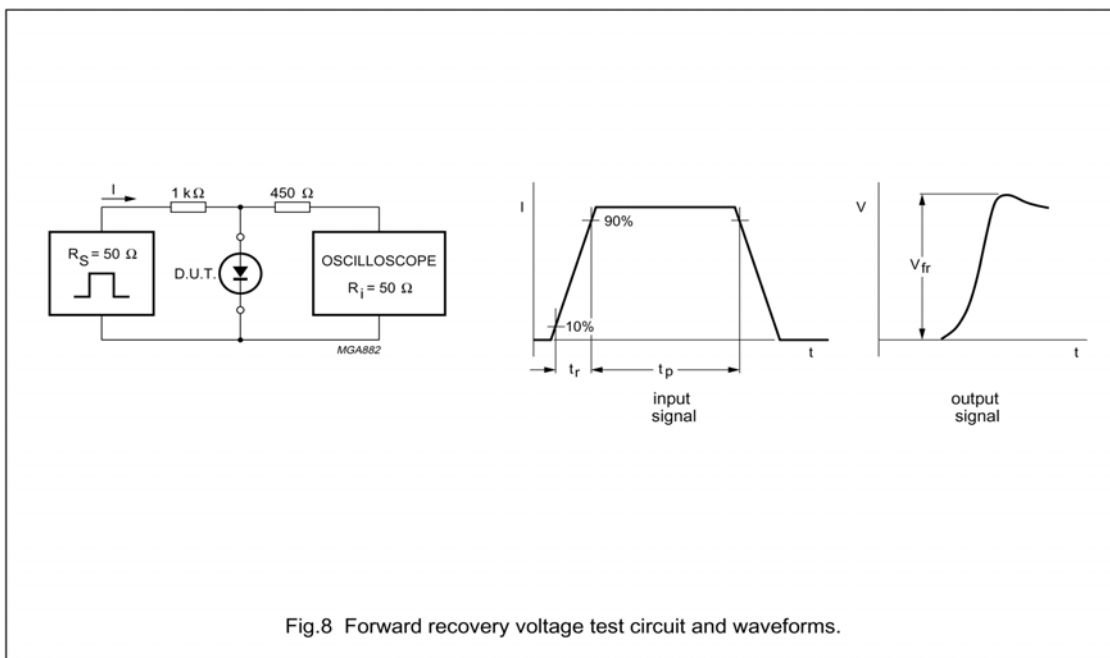 I
1 kΩ
450 Ω
R_S = 50 Ω
D.U.T.
OSCILLOSCOPE
R_i = 50 Ω
MGA882
I
90%
10%
t
t_r
t_p
input
signal
V
V_fr
t
output
signal
Fig.8 Forward recovery voltage test circuit and waveforms.